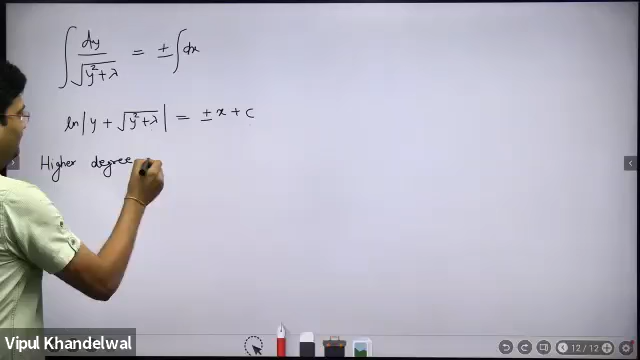 ∫ dy/√(y²+λ) = ± ∫ dx
ln |y + √(y²+λ)| = ± x + c
Higher degree
Vipul Khandelwal
12 / 12